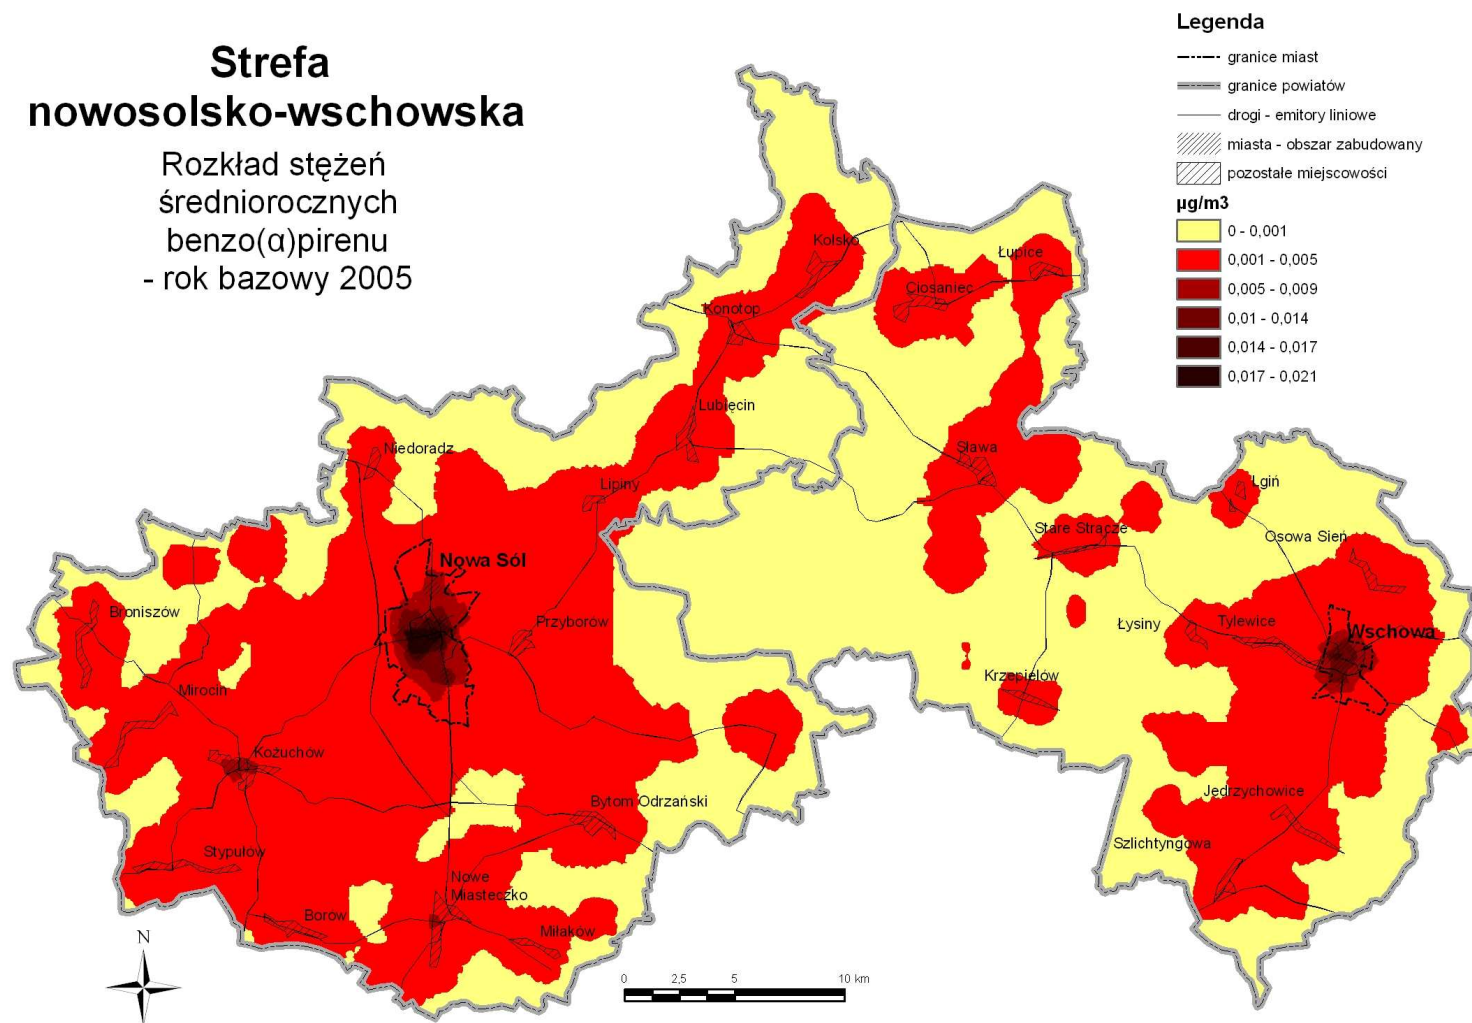 Strefa
nowosolsko-wschowska
Rozkład stężeń
średniorocznych
benzo(α)pirenu
- rok bazowy 2005
Legenda
granice miast
granice powiatów
drogi - emitory liniowe
miasta - obszar zabudowany
pozostałe miejscowości
µg/m3
0 - 0,001
0,001 - 0,005
0,005 - 0,009
0,01 - 0,014
0,014 - 0,017
0,017 - 0,021
Kolsko
Łupice
Ciosaniec
Konotop
Lubięcin
Niedoradz
Sława
Lipiny
Lgiń
Stare Strącze
Osowa Sień
Nowa Sól
Broniszów
Przyborów
Łysiny
Tylewice
Wschowa
Mirocin
Krzepielów
Kożuchów
Bytom Odrzański
Jędrzychowice
Szlichtyngowa
Stypułów
Nowe
Miasteczko
Borów
Miłaków
N
0 2,5 5 10 km